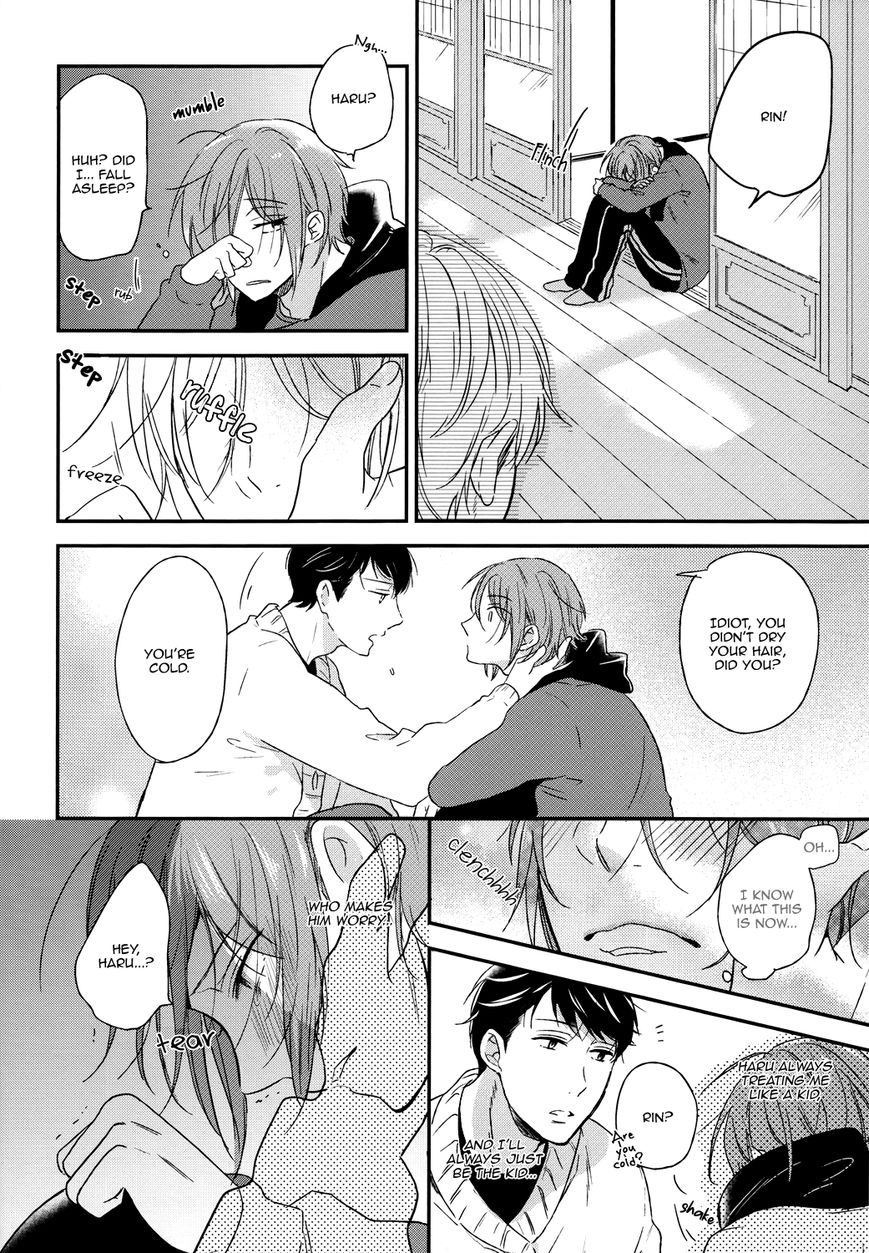 RIN!
Flinch
Ngh...
HARU?
mumble
HUH? DID
I... FALL
ASLEEP?
rub
step
step
ruffle
freeze
IDIOT, YOU
DIDN'T DRY
YOUR HAIR,
DID YOU?
YOU'RE
COLD.
OH...
I KNOW
WHAT THIS
IS NOW...
clenchhhh
HARU ALWAYS
TREATING ME
LIKE A KID,
RIN?
Are
you
cold?
AND I'LL
ALWAYS JUST
BE THE KID...
shake
WHO MAKES
HIM WORRY!
HEY,
HARU...?
tear